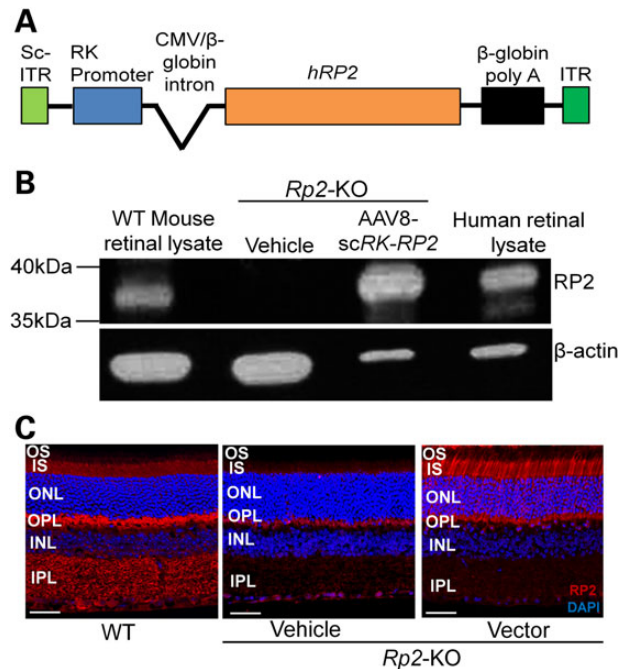 A
Sc-
ITR
RK
Promoter
CMV/β-
globin
intron
hRP2
β-globin
poly A
ITR
B
Rp2-KO
WT Mouse
retinal lysate
Vehicle
AAV8-
scRK-RP2
Human retinal
lysate
40kDa
35kDa
RP2
β-actin
C
OS
IS
ONL
OPL
INL
IPL
OS
IS
ONL
OPL
INL
IPL
OS
IS
ONL
OPL
INL
IPL
RP2
DAPI
WT
Vehicle
Vector
Rp2-KO